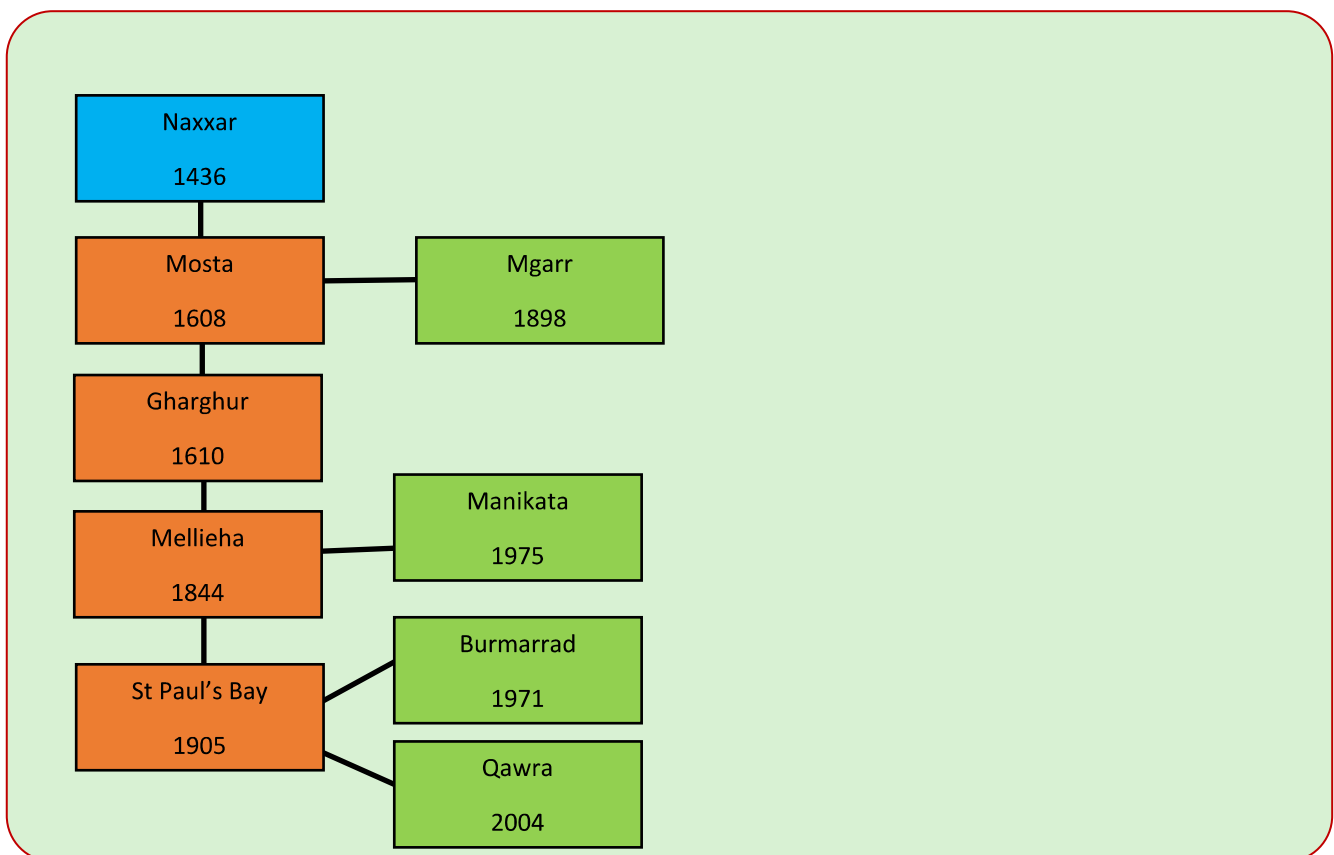 Naxxar
1436
Mosta
1608
Mgarr
1898
Gharghur
1610
Manikata
1975
Mellieha
1844
Burmarrad
1971
St Paul’s Bay
1905
Qawra
2004